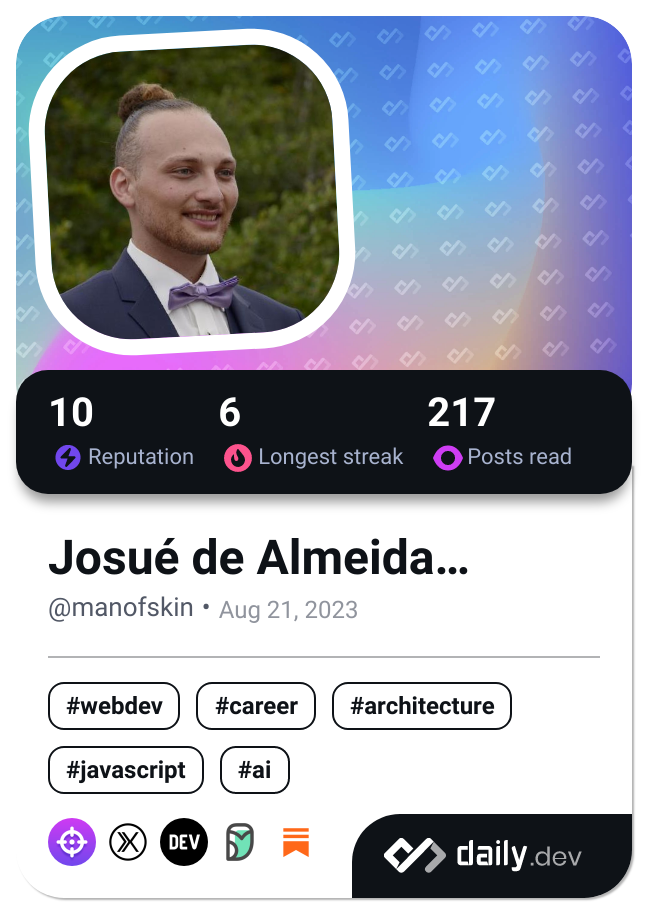 10 6 217
Reputation Longest streak Posts read
Josué de Almeida...
@manofskin • Aug 21, 2023
#webdev #career #architecture
#javascript #ai
DEV
daily.dev